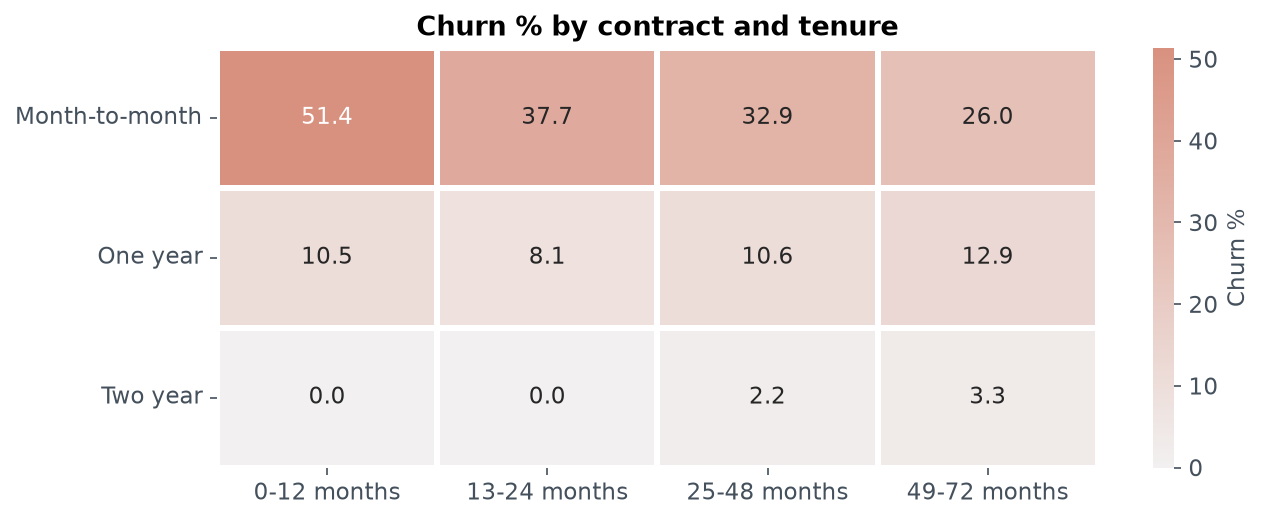 Churn % by contract and tenure
Month-to-month 51.4 37.7 32.9 26.0
One year 10.5 8.1 10.6 12.9
Two year 0.0 0.0 2.2 3.3
0-12 months 13-24 months 25-48 months 49-72 months
50
40
30
20
10
0
Churn %